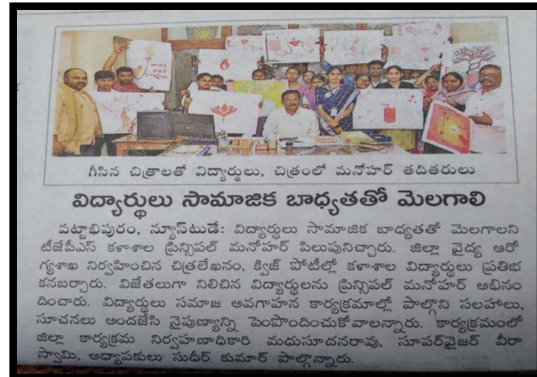 గీసిన చిత్రాలతో విద్యార్థులు, చిత్రంలో మనోహర్ తదితరులు
విద్యార్థులు సామాజిక బాధ్యతతో మెలగాలి
పట్టాభిపురం, న్యూస్‌టుడే: విద్యార్థులు సామాజిక బాధ్యతతో మెలగాలని
టీజేపీఎస్ కళాశాల ప్రిన్సిపల్ మనోహర్ పిలుపునిచ్చారు. జిల్లా వైద్య ఆరో
గ్యశాఖ నిర్వహించిన చిత్రలేఖనం, క్విజ్ పోటీల్లో కళాశాల విద్యార్థులు ప్రతిభ
కనబర్చారు. విజేతలుగా నిలిచిన విద్యార్థులను ప్రిన్సిపల్ మనోహర్ అభినం
దించారు. విద్యార్థులు సమాజ అవగాహన కార్యక్రమాల్లో పాల్గొని సలహాలు,
సూచనలు అందజేసి నైపుణ్యాన్ని పెంపొందించుకోవాలన్నారు. కార్యక్రమంలో
జిల్లా కార్యక్రమ నిర్వహణాధికారి మధుసూదనరావు, సూపర్‌వైజర్ వీరా
స్వామి, అధ్యాపకులు సుధీర్ కుమార్ పాల్గొన్నారు.